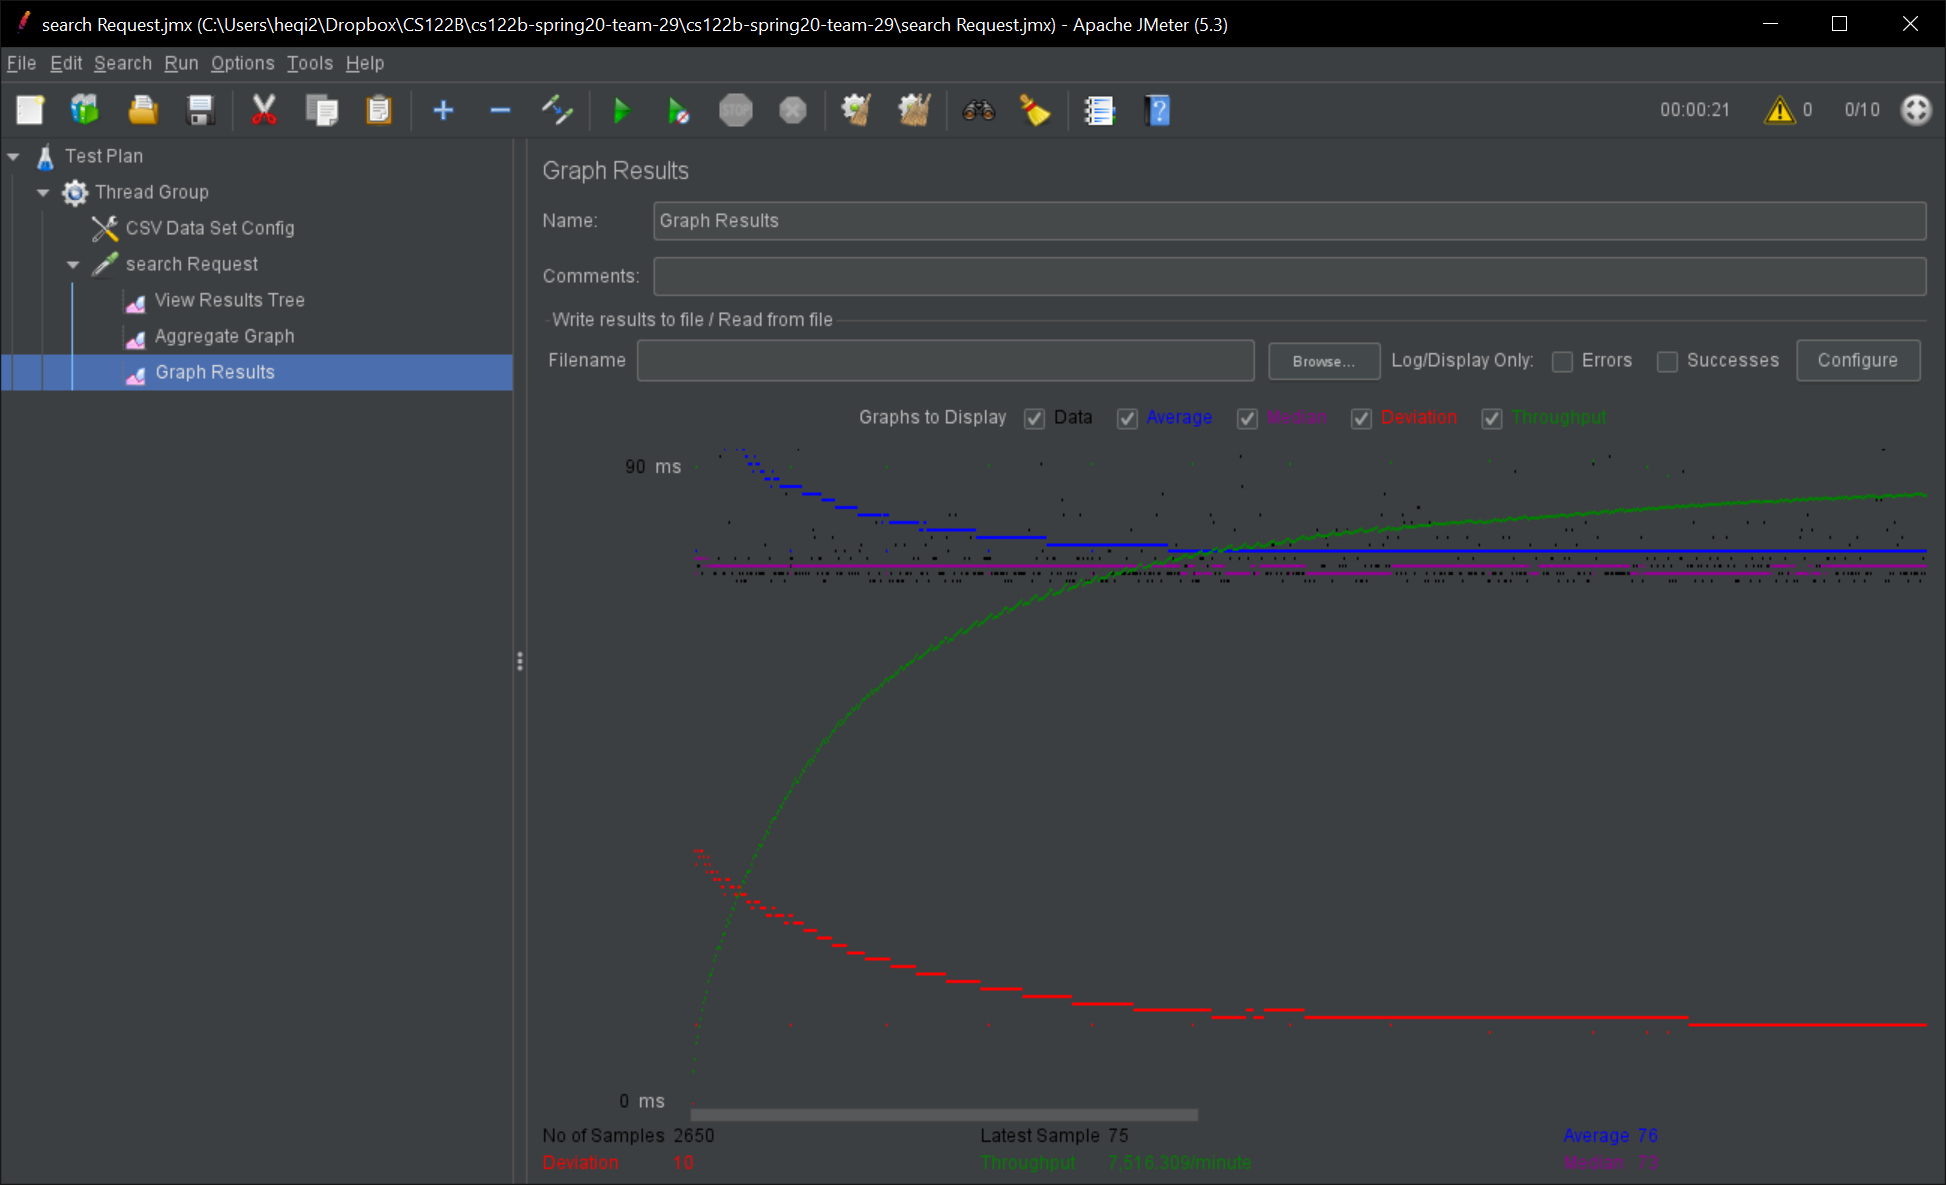 search Request.jmx (C:\Users\heqi2\Dropbox\CS122B\cs122b-spring20-team-29\cs122b-spring20-team-29\search Request.jmx) - Apache JMeter (5.3)
File Edit Search Run Options Tools Help
STOP 00:00:21 0 0/10
Test Plan
Thread Group
CSV Data Set Config
search Request
View Results Tree
Aggregate Graph
Graph Results
Graph Results
Name: Graph Results
Comments:
Write results to file / Read from file
Filename Browse... Log/Display Only: Errors Successes Configure
Graphs to Display Data Average Median Deviation Throughput
90 ms
0 ms
No of Samples 2650 Latest Sample 75 Average 76
Deviation 10 Throughput 7,516.309/minute Median 73